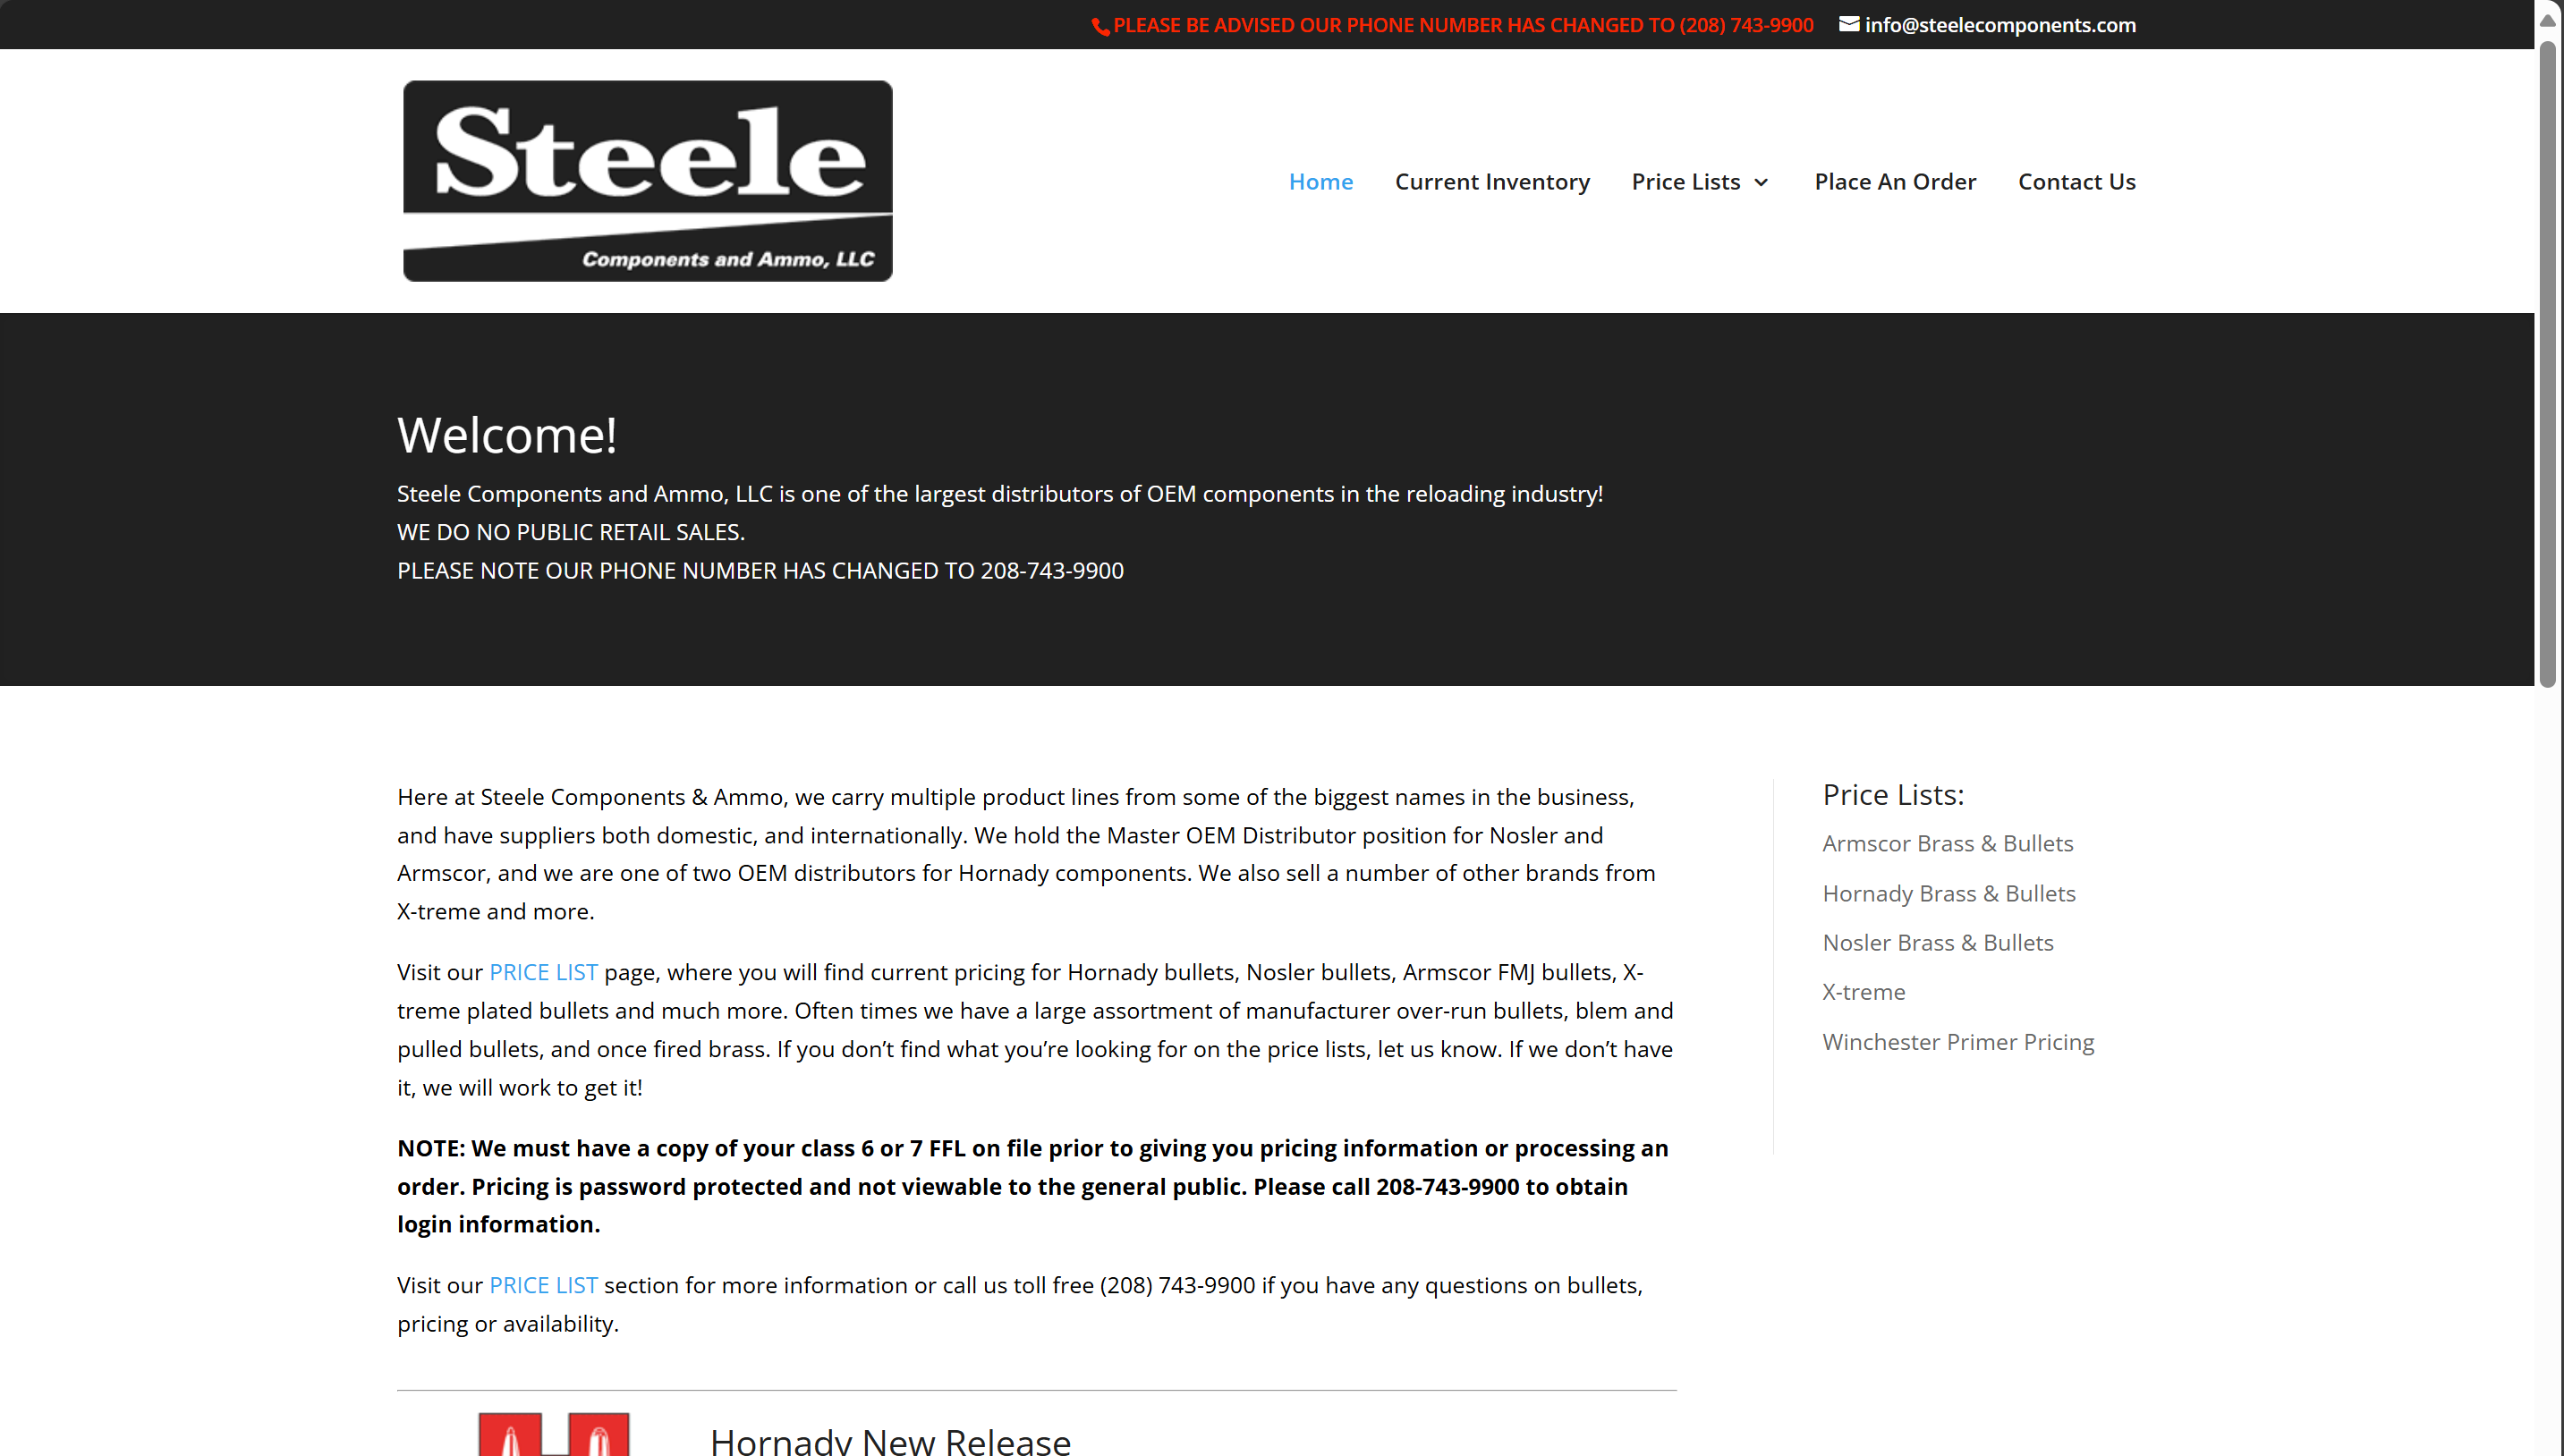 PLEASE BE ADVISED OUR PHONE NUMBER HAS CHANGED TO (208) 743-9900 info@steelecomponents.com
Steele
Components and Ammo, LLC
Home Current Inventory Price Lists Place An Order Contact Us
Welcome!
Steele Components and Ammo, LLC is one of the largest distributors of OEM components in the reloading industry!
WE DO NO PUBLIC RETAIL SALES.
PLEASE NOTE OUR PHONE NUMBER HAS CHANGED TO 208-743-9900
Here at Steele Components & Ammo, we carry multiple product lines from some of the biggest names in the business,
and have suppliers both domestic, and internationally. We hold the Master OEM Distributor position for Nosler and
Armscor, and we are one of two OEM distributors for Hornady components. We also sell a number of other brands from
X-treme and more.
Visit our PRICE LIST page, where you will find current pricing for Hornady bullets, Nosler bullets, Armscor FMJ bullets, X-
treme plated bullets and much more. Often times we have a large assortment of manufacturer over-run bullets, blem and
pulled bullets, and once fired brass. If you don’t find what you’re looking for on the price lists, let us know. If we don’t have
it, we will work to get it!
NOTE: We must have a copy of your class 6 or 7 FFL on file prior to giving you pricing information or processing an
order. Pricing is password protected and not viewable to the general public. Please call 208-743-9900 to obtain
login information.
Visit our PRICE LIST section for more information or call us toll free (208) 743-9900 if you have any questions on bullets,
pricing or availability.
Hornady New Release
Price Lists:
Armscor Brass & Bullets
Hornady Brass & Bullets
Nosler Brass & Bullets
X-treme
Winchester Primer Pricing